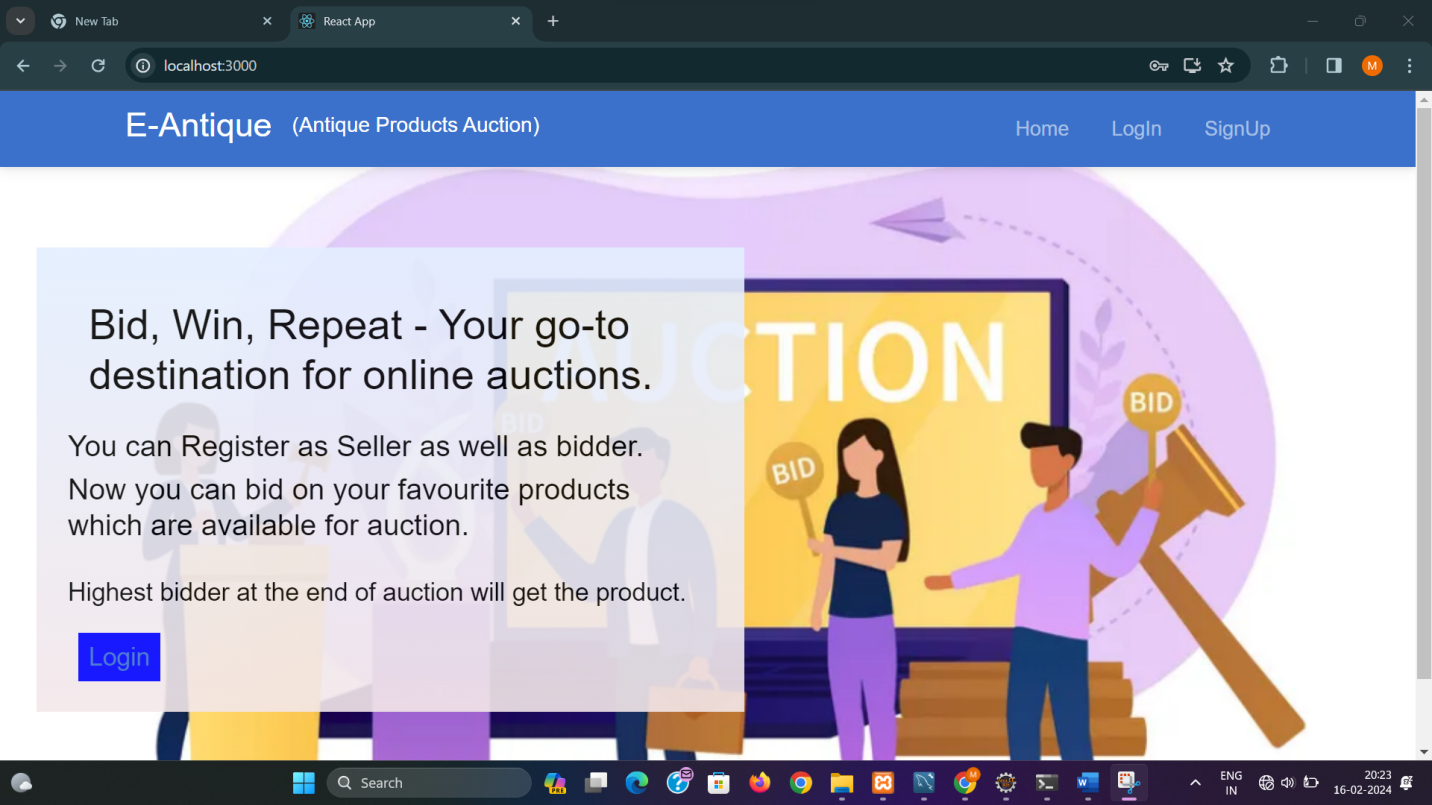 New Tab
React App
localhost:3000
M
E-Antique (Antique Products Auction)
Home LogIn SignUp
AUCTION
Bid, Win, Repeat - Your go-to
destination for online auctions.
BID
You can Register as Seller as well as bidder.
Now you can bid on your favourite products
which are available for auction.
Highest bidder at the end of auction will get the product.
Login
BID
BID
Search
PRE
M
ENG
IN
20:23
16-02-2024